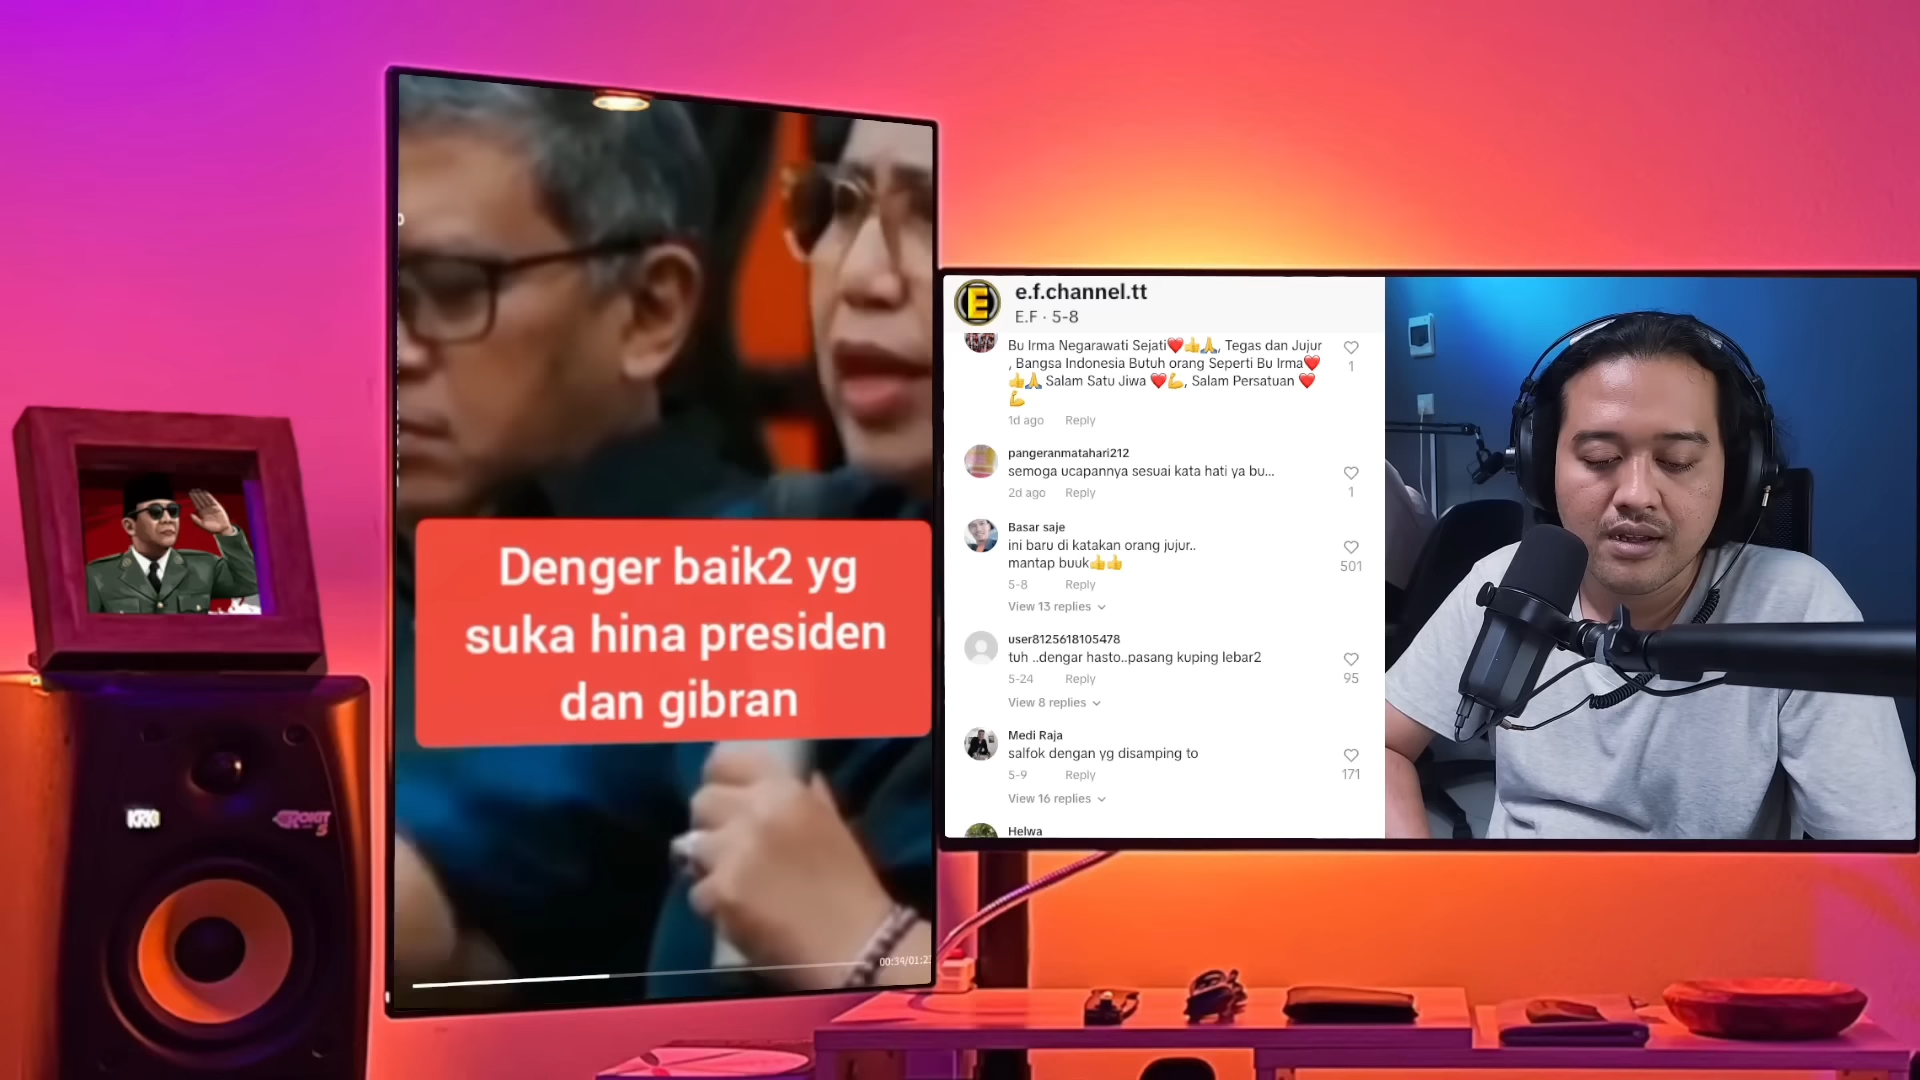 Denger baik2 yg
suka hina presiden
dan gibran
00:34/01:23
KRK
ROKIT 5
e.f.channel.tt
E.F · 5-8
Bu Irma Negarawati Sejati❤️👍🙏, Tegas dan Jujur
, Bangsa Indonesia Butuh orang Seperti Bu Irma❤️
👍🙏 Salam Satu Jiwa ❤️💪, Salam Persatuan ❤️
💪
1
1d ago Reply
pangeranmatahari212
semoga ucapannya sesuai kata hati ya bu...
1
2d ago Reply
Basar saje
ini baru di katakan orang jujur..
mantap buuk👍👍
501
5-8 Reply
View 13 replies
user8125618105478
tuh ..dengar hasto..pasang kuping lebar2
95
5-24 Reply
View 8 replies
Medi Raja
salfok dengan yg disamping to
171
5-9 Reply
View 16 replies
Helwa